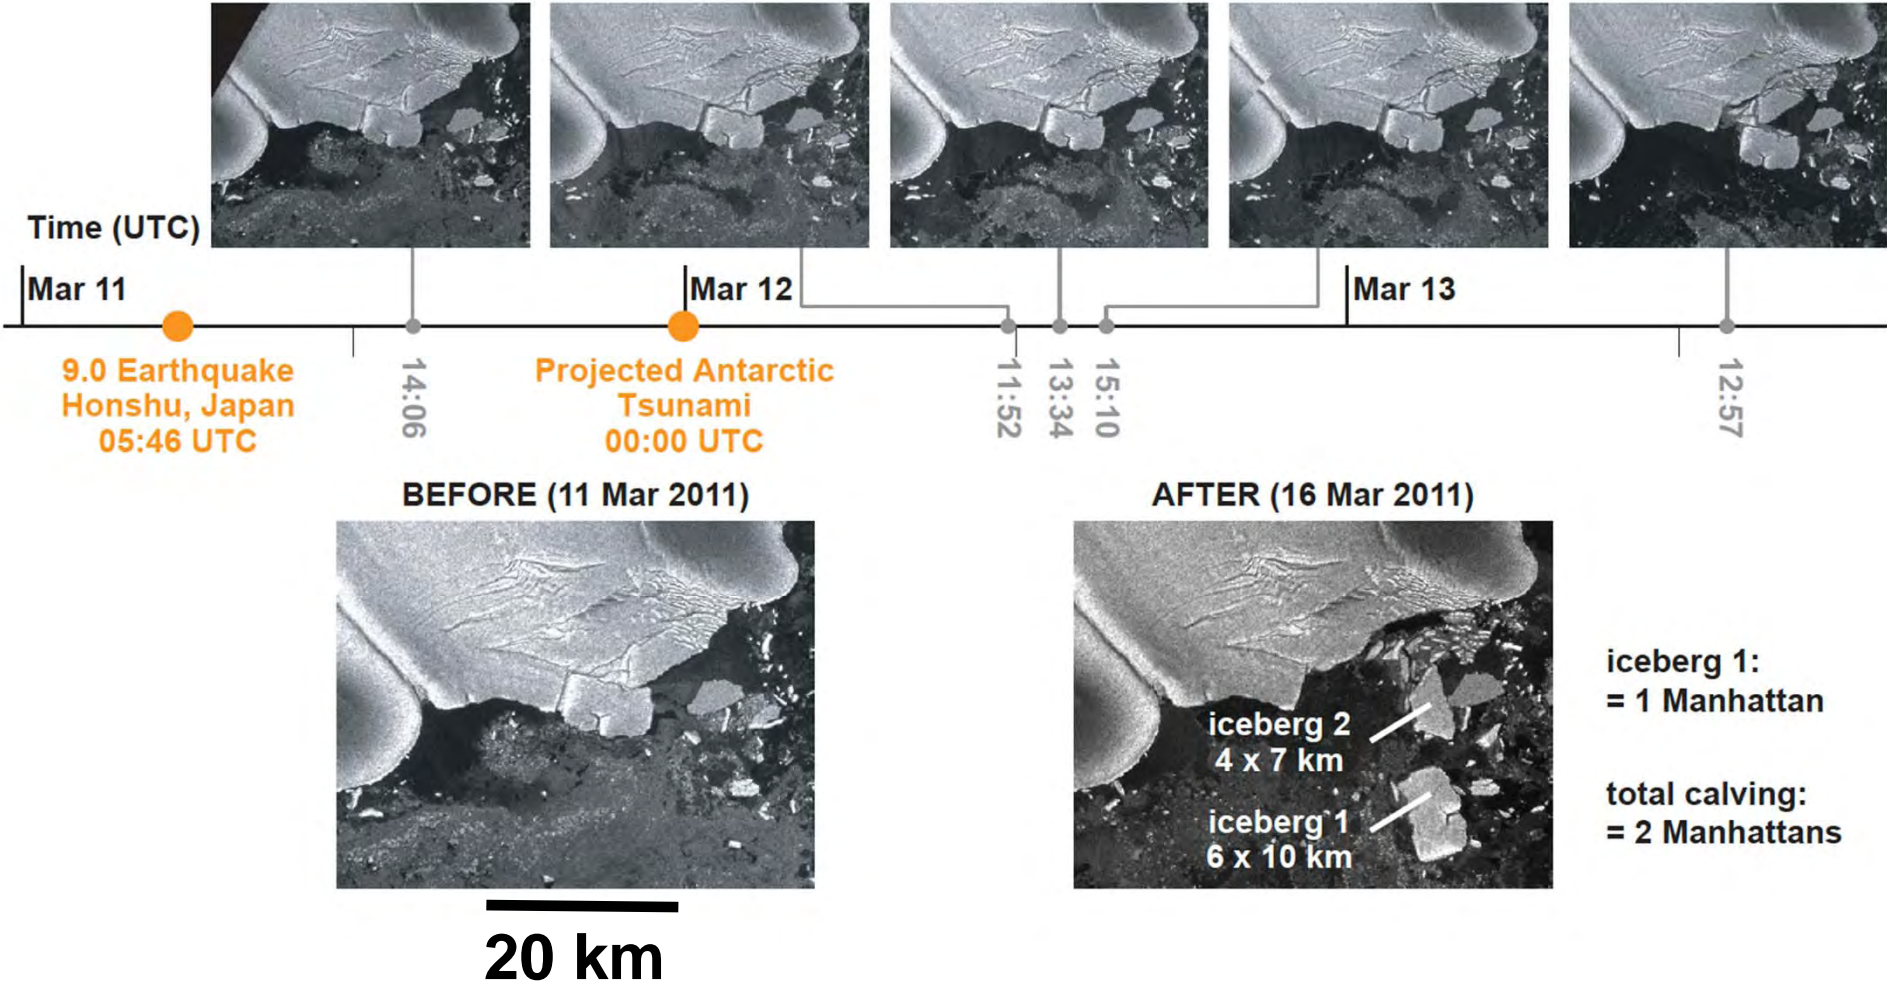 Time (UTC)
Mar 11
Mar 12
Mar 13
9.0 Earthquake
Honshu, Japan
05:46 UTC
14:06
Projected Antarctic
Tsunami
00:00 UTC
11:52
13:34
15:10
12:57
BEFORE (11 Mar 2011)
AFTER (16 Mar 2011)
iceberg 2
4 x 7 km
iceberg 1
6 x 10 km
iceberg 1:
= 1 Manhattan
total calving:
= 2 Manhattans
20 km